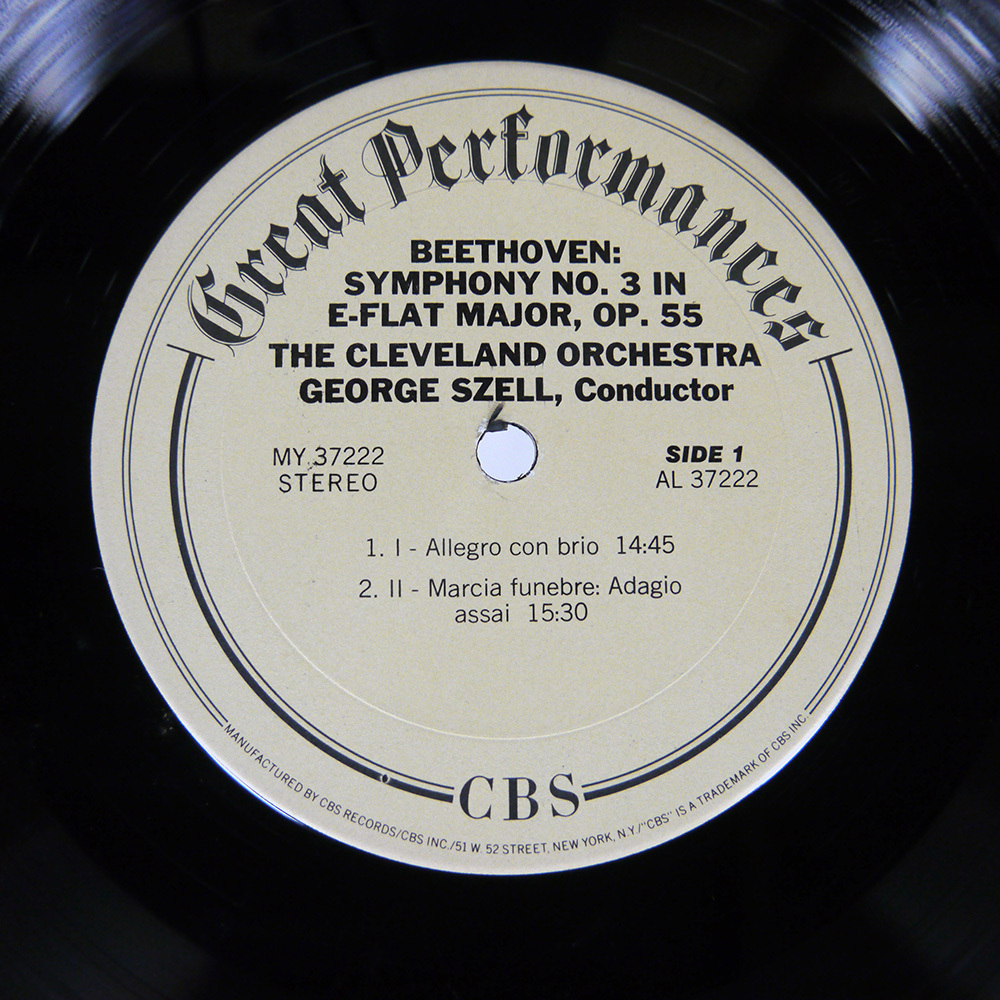 Great Performances
BEETHOVEN:
SYMPHONY NO. 3 IN
E-FLAT MAJOR, OP. 55
THE CLEVELAND ORCHESTRA
GEORGE SZELL, Conductor
MY 37222
STEREO
SIDE 1
AL 37222
1. I - Allegro con brio 14:45
2. II - Marcia funebre: Adagio
assai 15:30
CBS
MANUFACTURED BY CBS RECORDS/CBS INC./51 W. 52 STREET, NEW YORK, N.Y./"CBS" IS A TRADEMARK OF CBS INC.